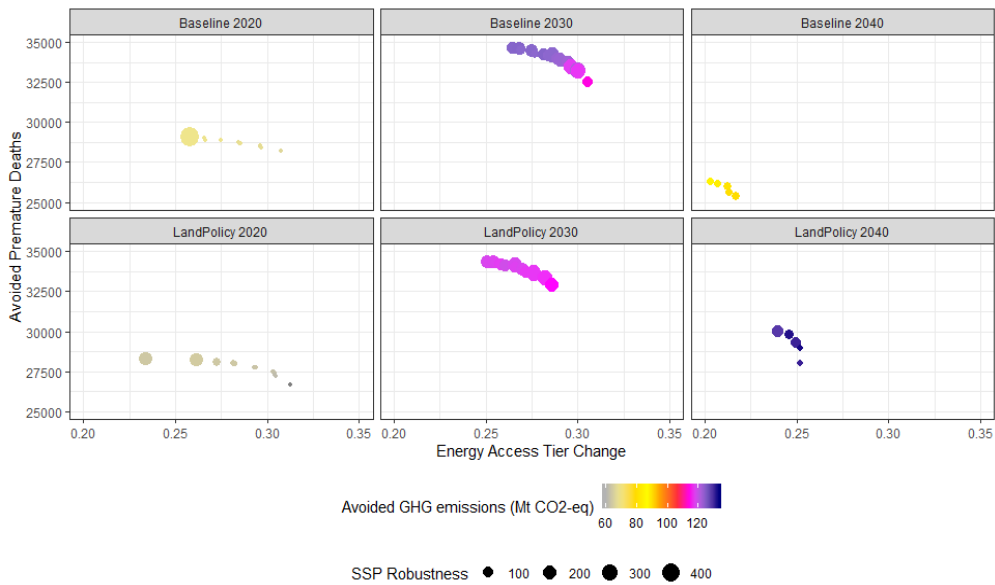 Baseline 2020 Baseline 2030 Baseline 2040
35000
32500
30000
27500
25000
LandPolicy 2020 LandPolicy 2030 LandPolicy 2040
35000
32500
30000
27500
25000
Avoided Premature Deaths
0.20 0.25 0.30 0.35 0.20 0.25 0.30 0.35 0.20 0.25 0.30 0.35
Energy Access Tier Change
Avoided GHG emissions (Mt CO2-eq)
60 80 100 120
SSP Robustness 100 200 300 400